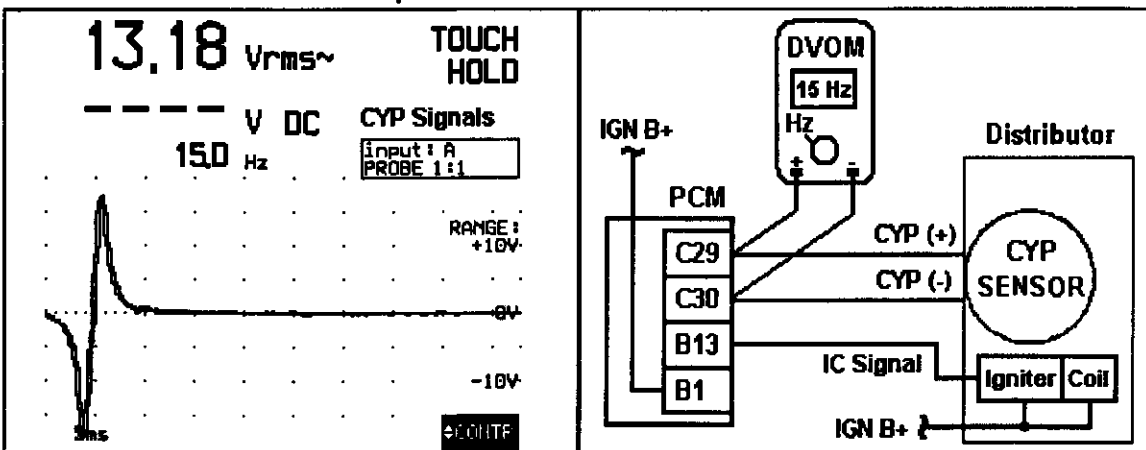 13.18 Vrms~
TOUCH
HOLD
---- V DC
CYP Signals
15.0 Hz
input: A
PROBE 1:1
RANGE:
+10V
0V
-10V
3ms
DVOM
15 Hz
Hz
+ -
IGN B+
Distributor
PCM
C29
CYP (+)
CYP
SENSOR
C30
CYP (-)
B13
IC Signal
Igniter Coil
B1
IGN B+